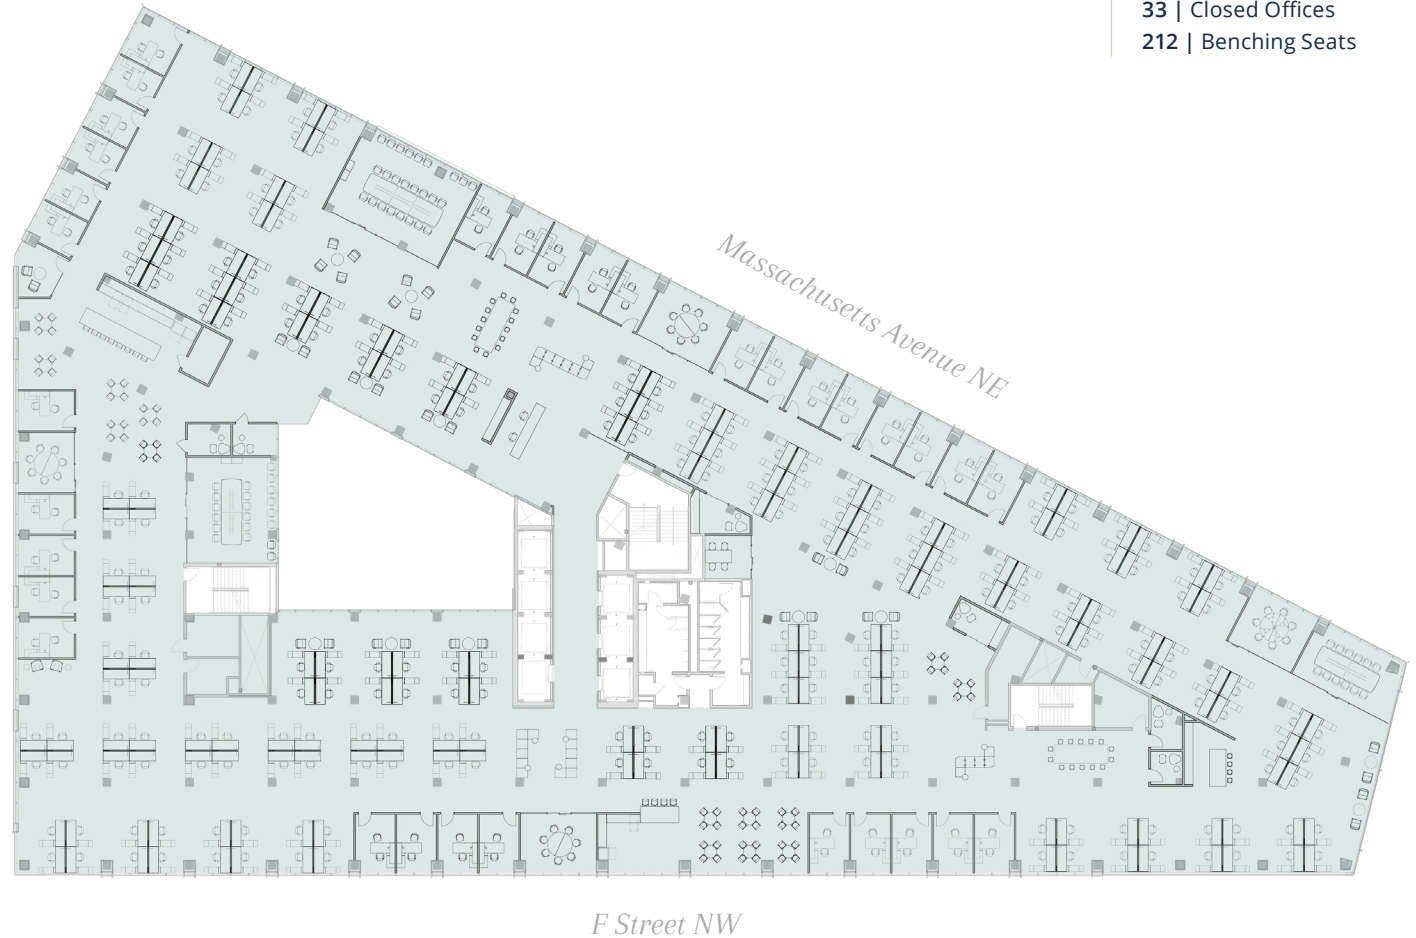 33 | Closed Offices
212 | Benching Seats
Massachusetts Avenue NE
F Street NW